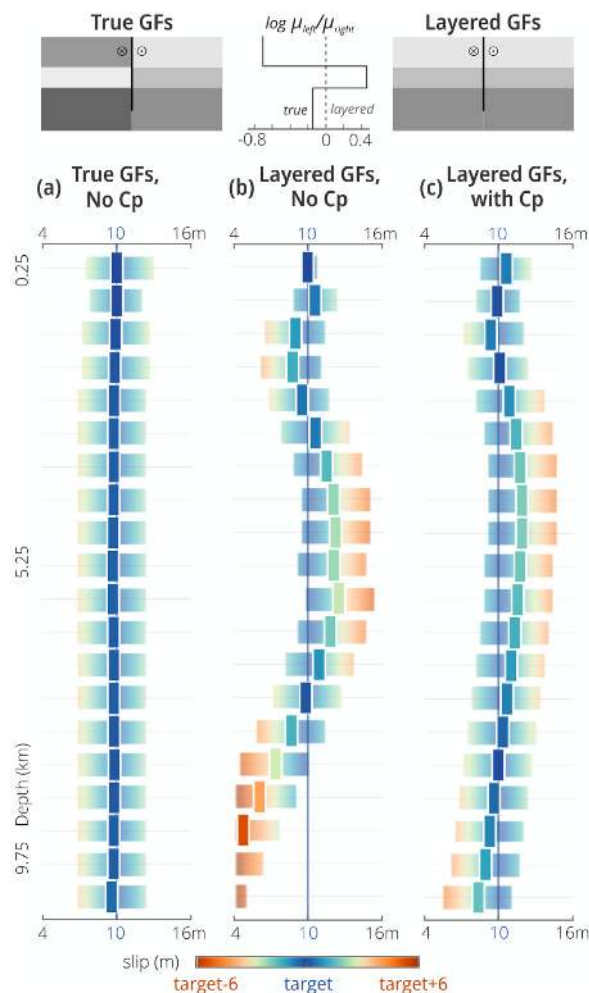 True GFs
log μleft/μright
Layered GFs
true
layered
-0.8
0
0.4
(a)
True GFs,
No Cp
(b)
Layered GFs,
No Cp
(c)
Layered GFs,
with Cp
4
10
16m
4
10
16m
4
10
16m
0.25
5.25
9.75
Depth (km)
4
10
16m
4
10
16m
4
10
16m
slip (m)
target-6
target
target+6